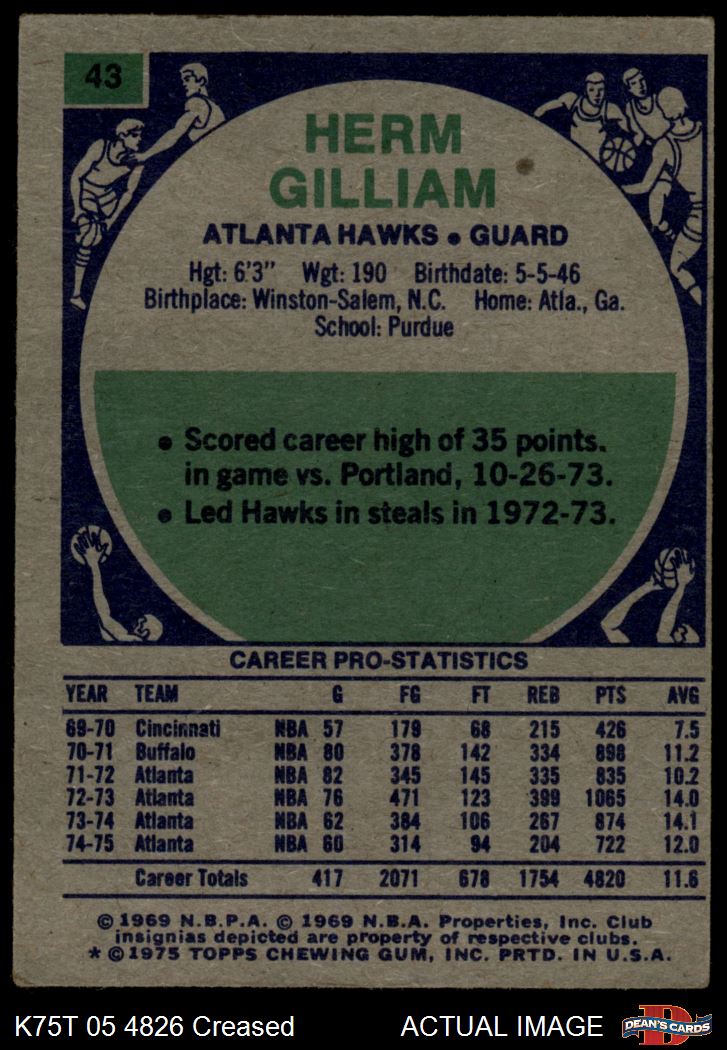 43
HERM
GILLIAM
ATLANTA HAWKS • GUARD
Hgt: 6'3" Wgt: 190 Birthdate: 5-5-46
Birthplace: Winston-Salem, N.C. Home: Atla., Ga.
School: Purdue
• Scored career high of 35 points.
in game vs. Portland, 10-26-73.
• Led Hawks in steals in 1972-73.
CAREER PRO-STATISTICS
YEAR TEAM G FG FT REB PTS AVG
69-70 Cincinnati NBA 57 179 68 215 426 7.5
70-71 Buffalo NBA 80 378 142 334 898 11.2
71-72 Atlanta NBA 82 345 145 335 835 10.2
72-73 Atlanta NBA 76 471 123 399 1065 14.0
73-74 Atlanta NBA 62 384 106 267 874 14.1
74-75 Atlanta NBA 60 314 94 204 722 12.0
Career Totals 417 2071 678 1754 4820 11.6
© 1969 N.B.P.A. © 1969 N.B.A. Properties, Inc. Club
insignias depicted are property of respective clubs.
* © 1975 TOPPS CHEWING GUM, INC. PRTD. IN U.S.A.
K75T 05 4826 Creased ACTUAL IMAGE D DEAN'S CARDS